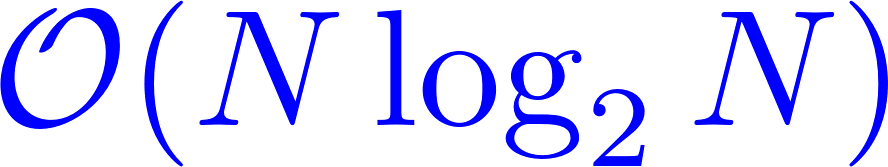 𝒪(N log₂ N)